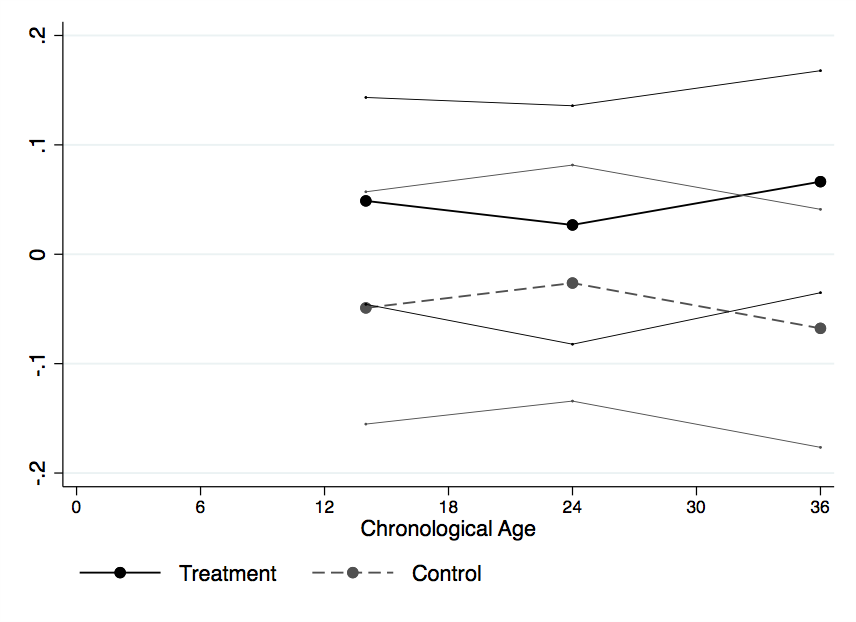 .2
.1
0
-.1
-.2
0 6 12 18 24 30 36
Chronological Age
Treatment Control